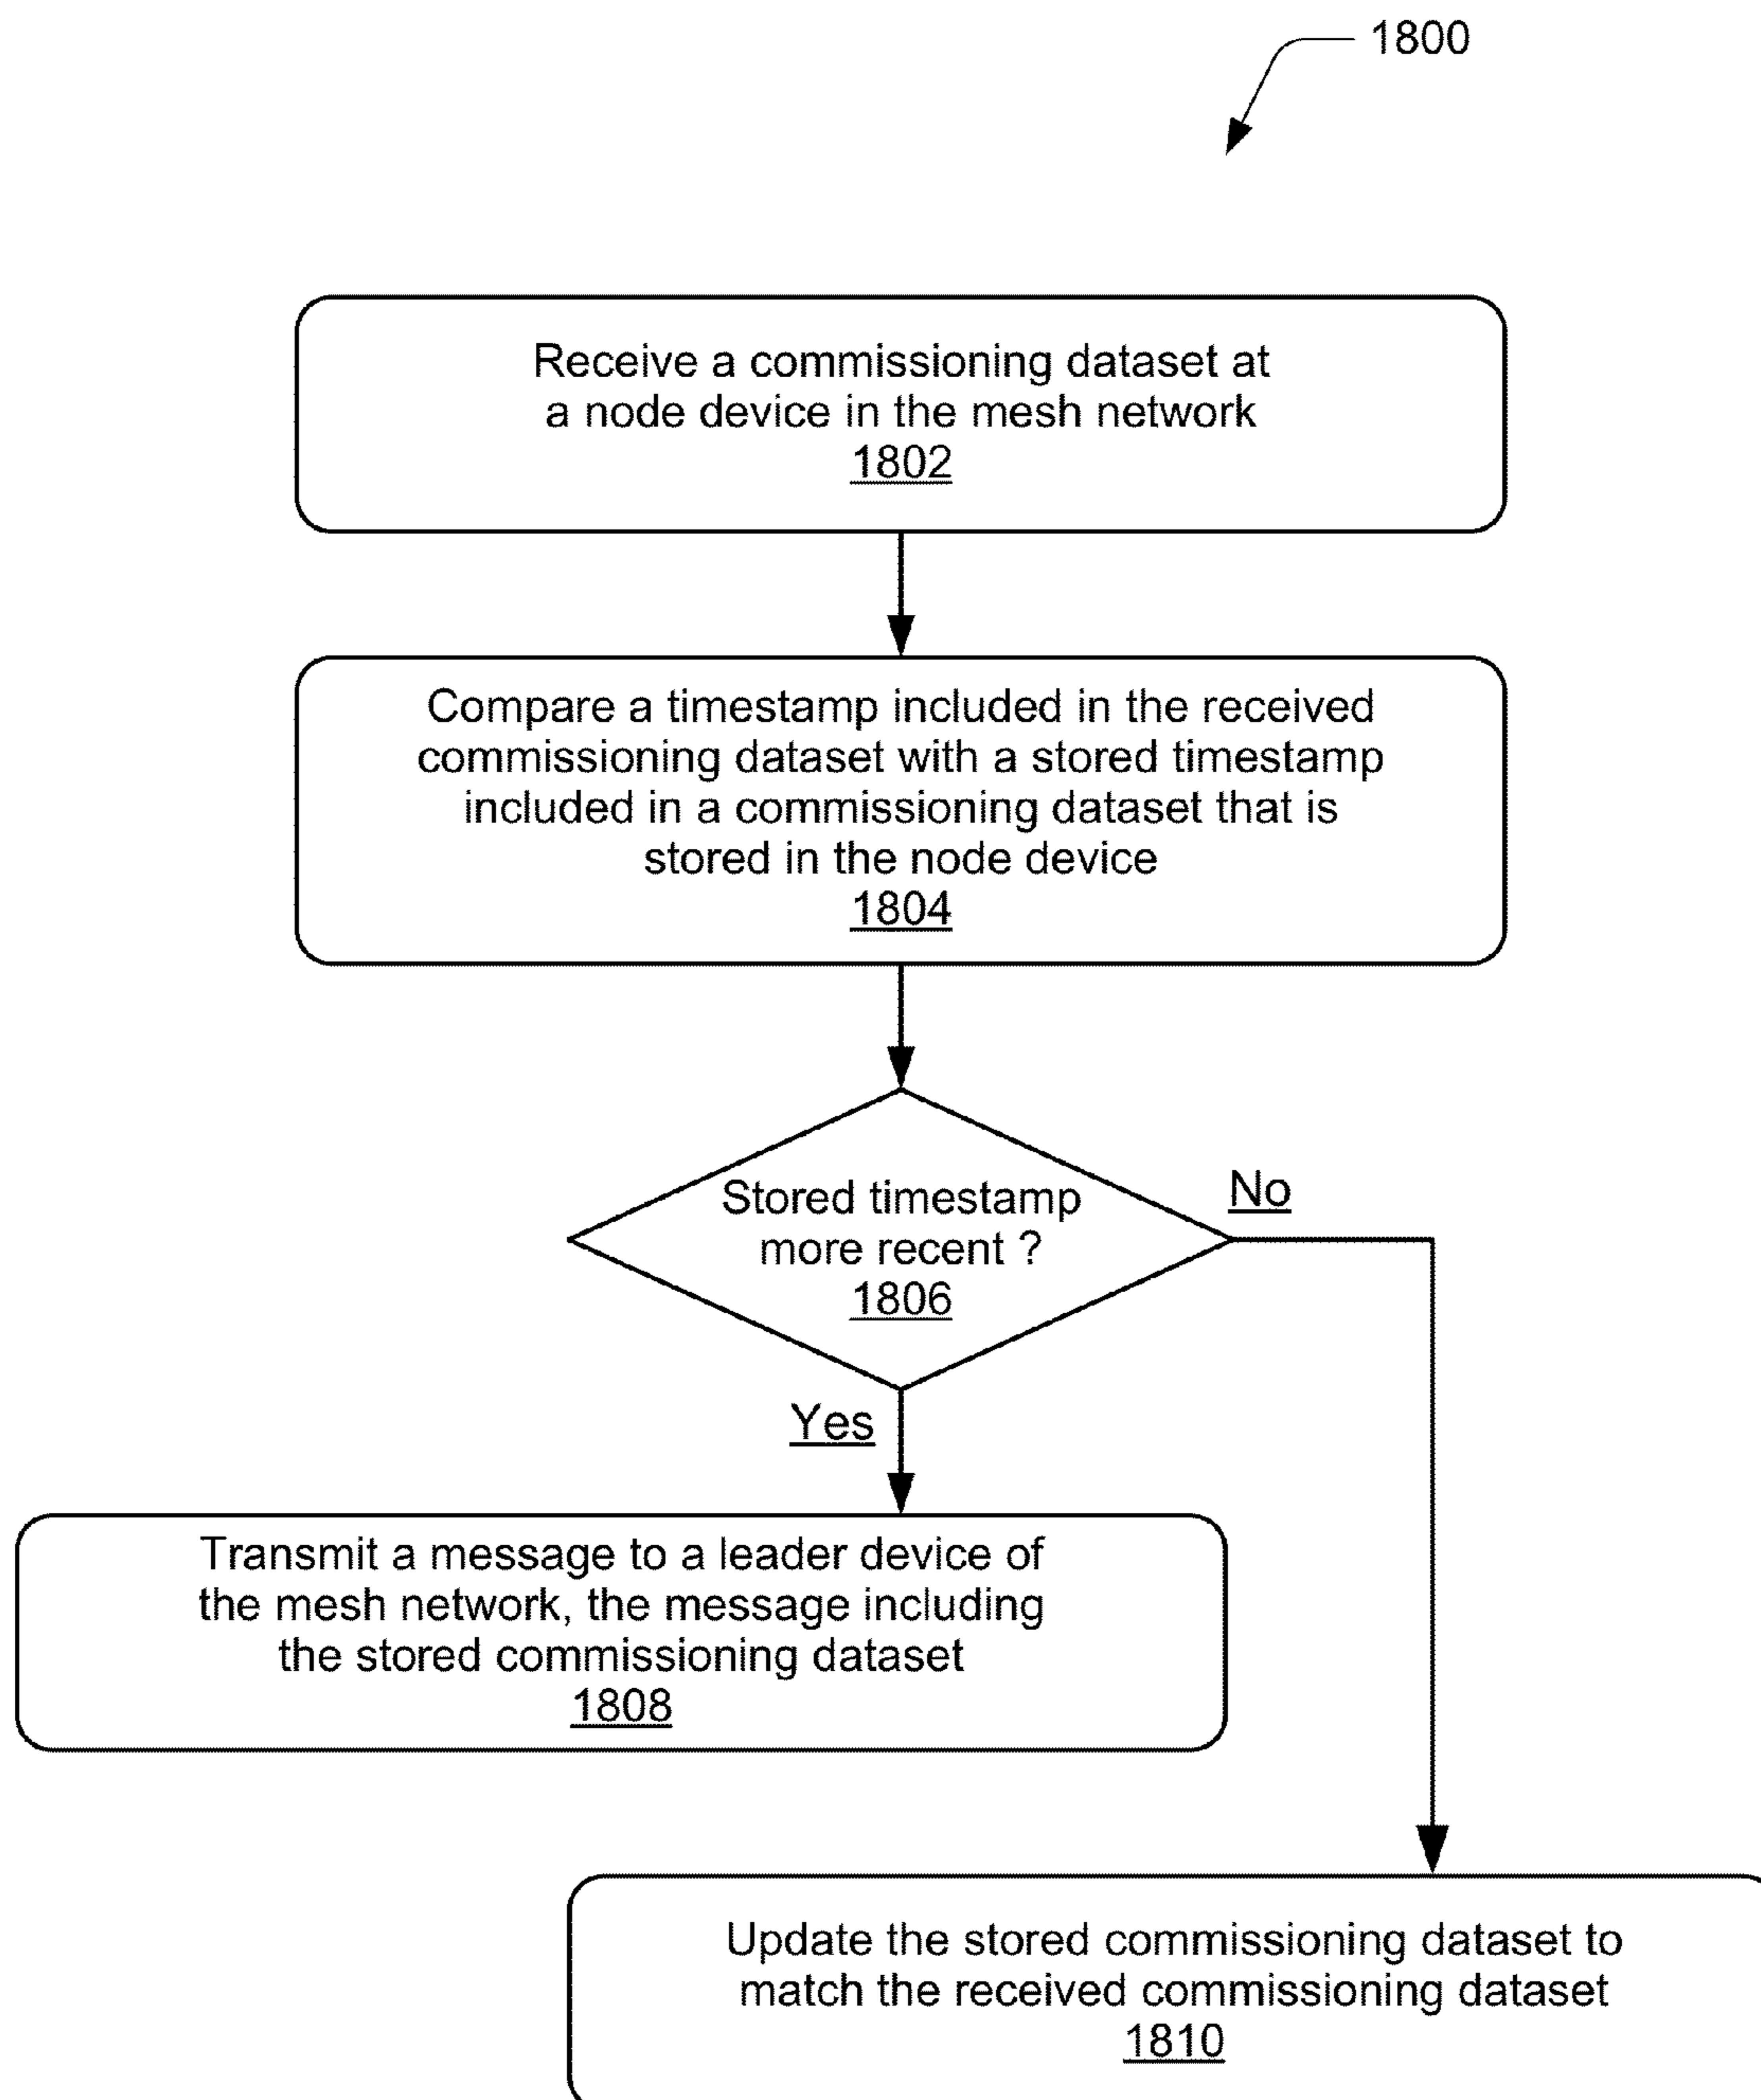 1800
Receive a commissioning dataset at
a node device in the mesh network
1802
Compare a timestamp included in the received
commissioning dataset with a stored timestamp
included in a commissioning dataset that is
stored in the node device
1804
Stored timestamp
more recent ?
1806
No
Yes
Transmit a message to a leader device of
the mesh network, the message including
the stored commissioning dataset
1808
Update the stored commissioning dataset to
match the received commissioning dataset
1810